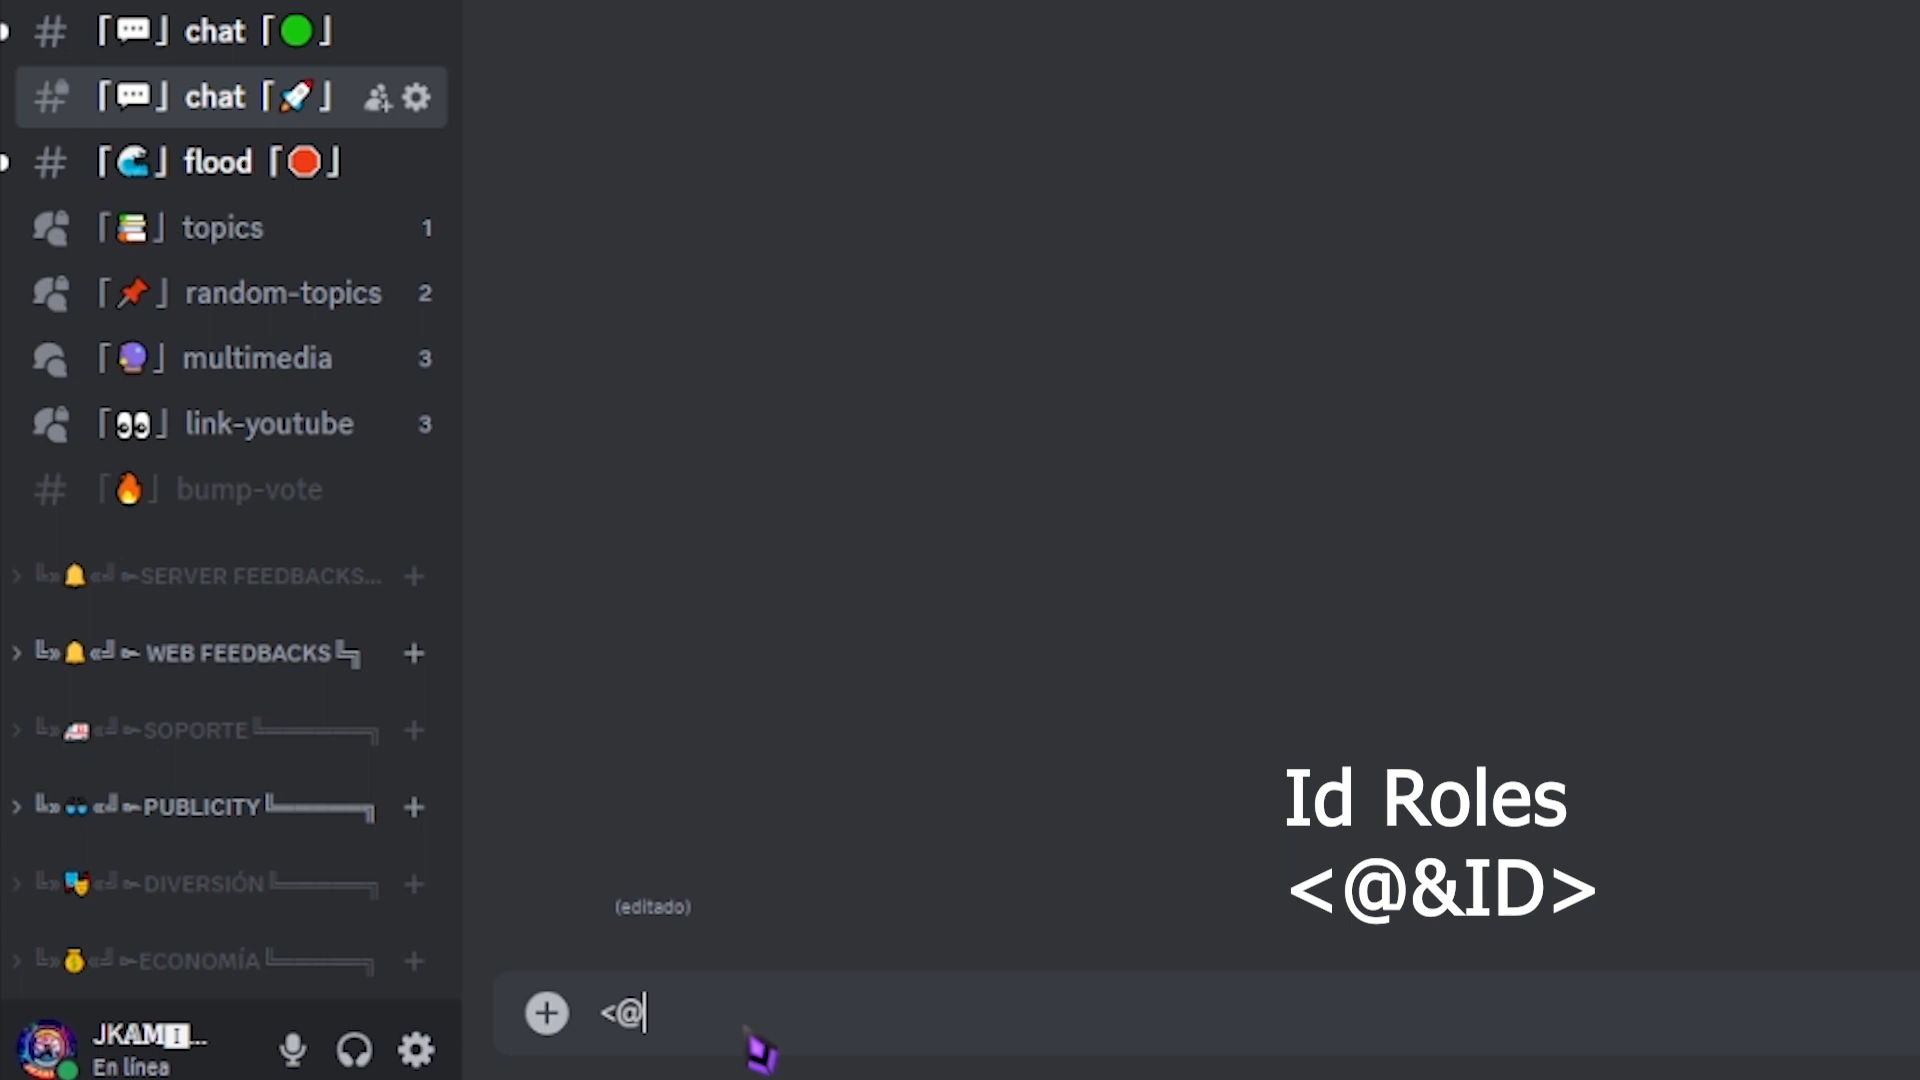 # ⌈💬⌋ chat ⌈🟢⌋
# ⌈💬⌋ chat ⌈🚀⌋
# ⌈🌊⌋ flood ⌈🛑⌋
⌈📚⌋ topics 1
⌈📌⌋ random-topics 2
⌈🔮⌋ multimedia 3
⌈👀⌋ link-youtube 3
# ⌈🔥⌋ bump-vote
╚»🔔«╝⌱SERVER FEEDBACKS...
╚»🔔«╝⌱ WEB FEEDBACKS╚╗
╚»🚑«╝⌱SOPORTE╚═════╗
╚»🕶«╝⌱PUBLICITY╚═════╗
╚»🎭«╝⌱DIVERSIÓN╚═════╗
╚»💰«╝⌱ECONOMÍA╚═════╗
JKAMI...
En línea
(editado)
<@
Id Roles
<@&ID>